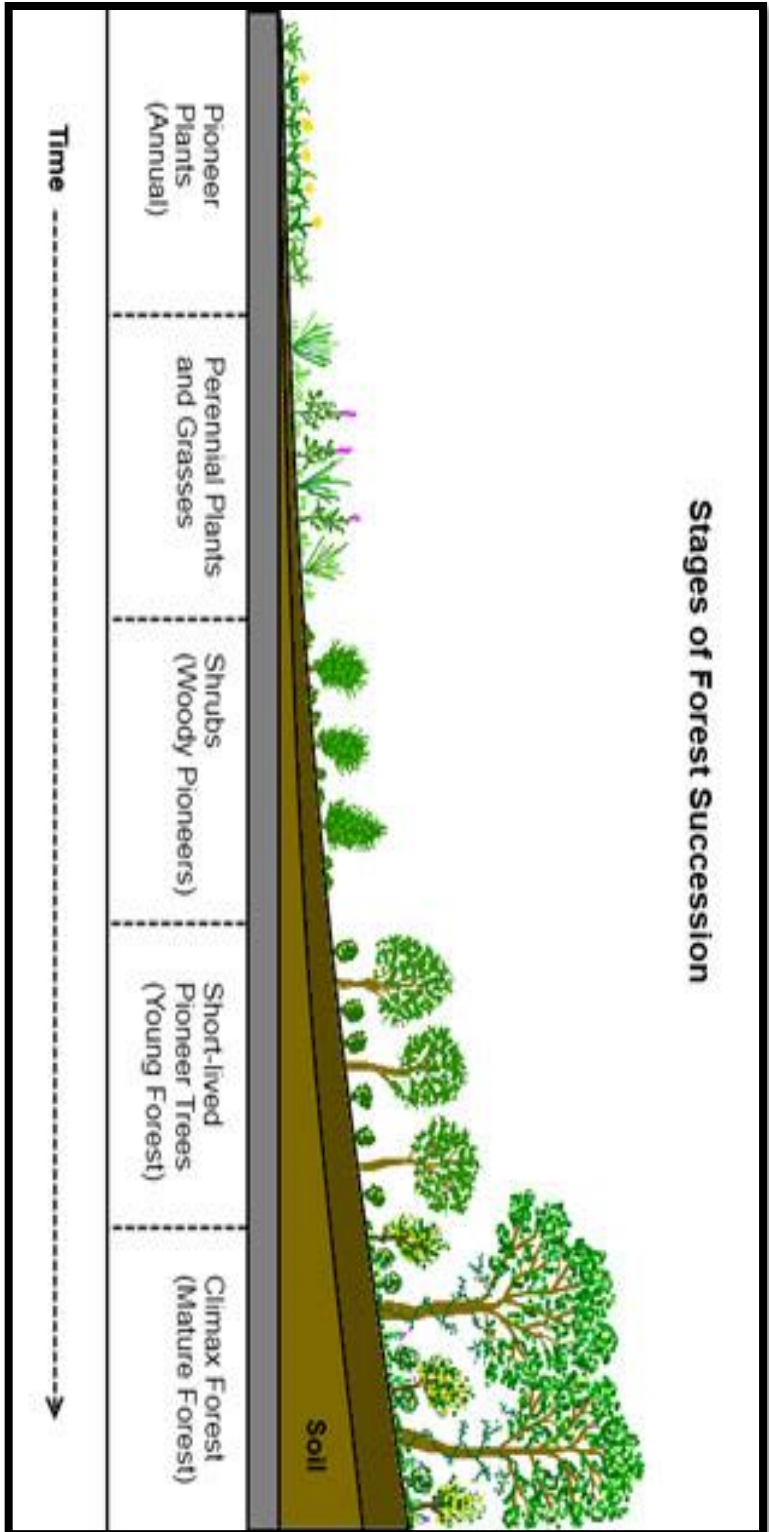 Stages of Forest Succession
Soil
Pioneer
Plants
(Annual)
Perennial Plants
and Grasses
Shrubs
(Woody Pioneers)
Short-lived
Pioneer Trees
(Young Forest)
Climax Forest
(Mature Forest)
Time